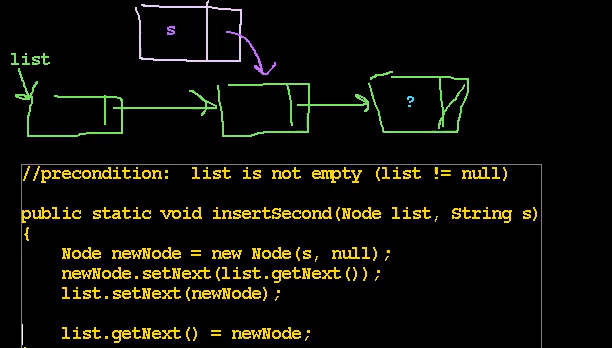 s
list
?
//precondition:  list is not empty (list != null)
public static void insertSecond(Node list, String s)
{
    Node newNode = new Node(s, null);
    newNode.setNext(list.getNext());
    list.setNext(newNode);
    list.getNext() = newNode;